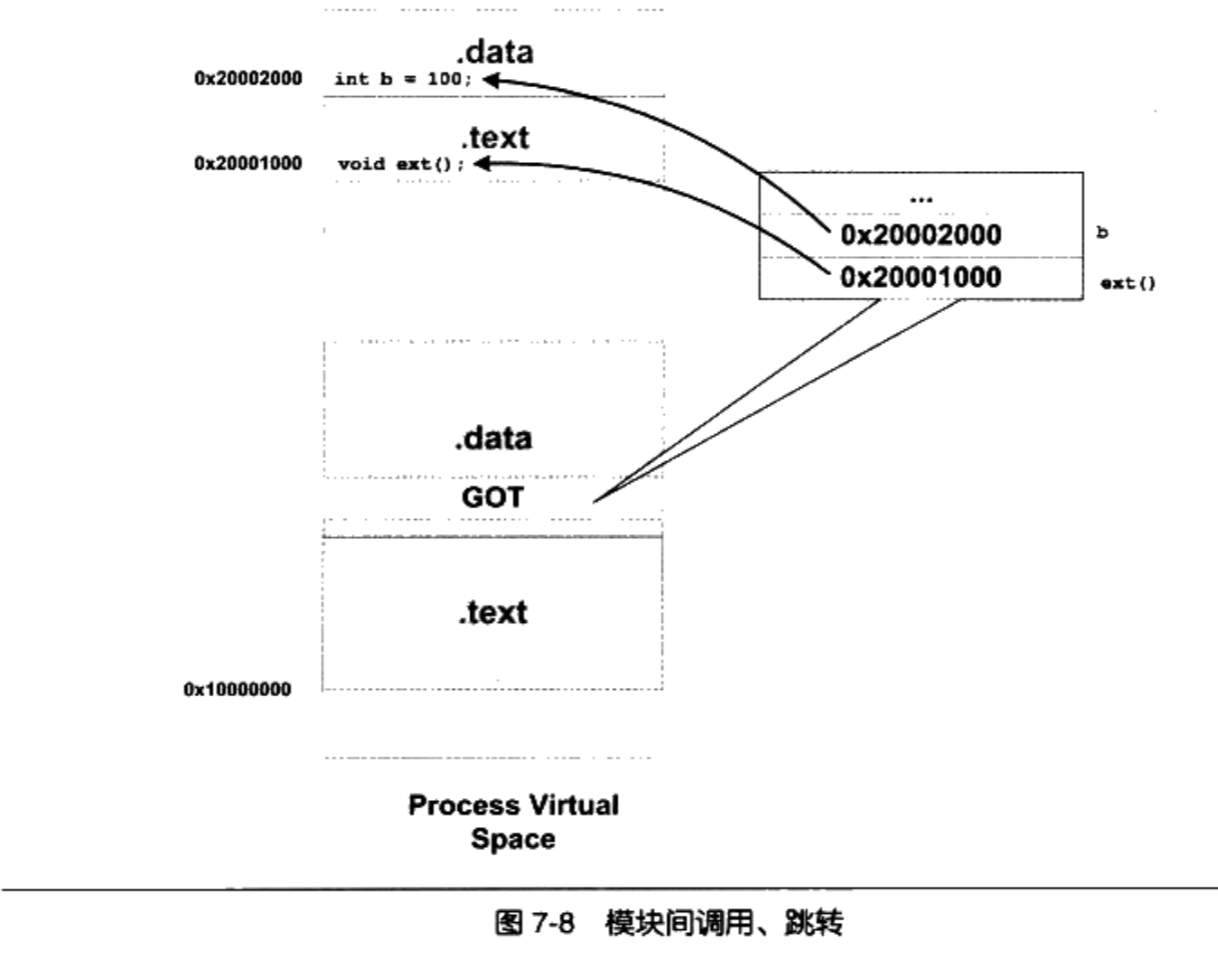 .data
0x20002000 int b = 100;
.text
0x20001000 void ext();
...
0x20002000 b
0x20001000 ext()
.data
GOT
.text
0x10000000
Process Virtual
Space
图 7-8 模块间调用、跳转